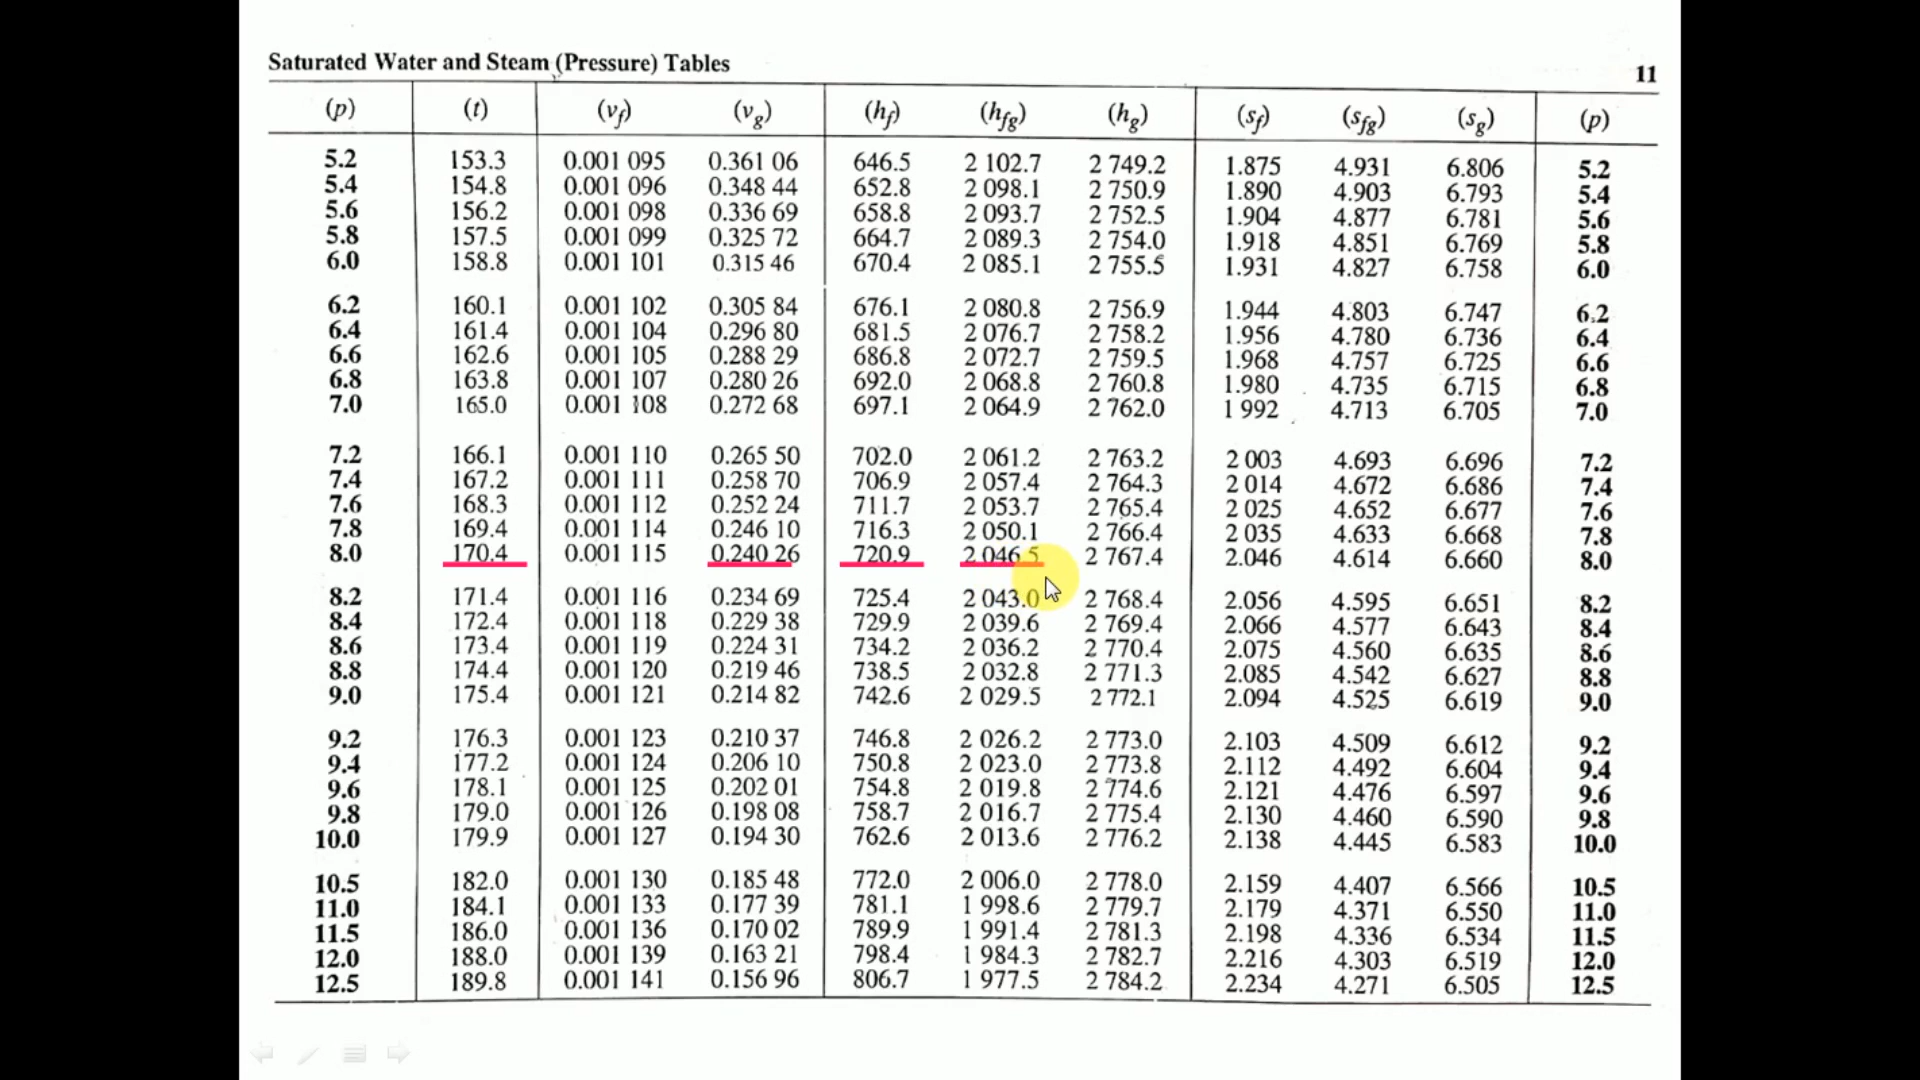 Saturated Water and Steam (Pressure) Tables 11
(p) (t) (vf) (vg) (hf) (hfg) (hg) (sf) (sfg) (sg) (p)
5.2 153.3 0.001 095 0.361 06 646.5 2 102.7 2 749.2 1.875 4.931 6.806 5.2
5.4 154.8 0.001 096 0.348 44 652.8 2 098.1 2 750.9 1.890 4.903 6.793 5.4
5.6 156.2 0.001 098 0.336 69 658.8 2 093.7 2 752.5 1.904 4.877 6.781 5.6
5.8 157.5 0.001 099 0.325 72 664.7 2 089.3 2 754.0 1.918 4.851 6.769 5.8
6.0 158.8 0.001 101 0.315 46 670.4 2 085.1 2 755.5 1.931 4.827 6.758 6.0
6.2 160.1 0.001 102 0.305 84 676.1 2 080.8 2 756.9 1.944 4.803 6.747 6.2
6.4 161.4 0.001 104 0.296 80 681.5 2 076.7 2 758.2 1.956 4.780 6.736 6.4
6.6 162.6 0.001 105 0.288 29 686.8 2 072.7 2 759.5 1.968 4.757 6.725 6.6
6.8 163.8 0.001 107 0.280 26 692.0 2 068.8 2 760.8 1.980 4.735 6.715 6.8
7.0 165.0 0.001 108 0.272 68 697.1 2 064.9 2 762.0 1 992 4.713 6.705 7.0
7.2 166.1 0.001 110 0.265 50 702.0 2 061.2 2 763.2 2 003 4.693 6.696 7.2
7.4 167.2 0.001 111 0.258 70 706.9 2 057.4 2 764.3 2 014 4.672 6.686 7.4
7.6 168.3 0.001 112 0.252 24 711.7 2 053.7 2 765.4 2 025 4.652 6.677 7.6
7.8 169.4 0.001 114 0.246 10 716.3 2 050.1 2 766.4 2 035 4.633 6.668 7.8
8.0 170.4 0.001 115 0.240 26 720.9 2 046.5 2 767.4 2.046 4.614 6.660 8.0
8.2 171.4 0.001 116 0.234 69 725.4 2 043.0 2 768.4 2.056 4.595 6.651 8.2
8.4 172.4 0.001 118 0.229 38 729.9 2 039.6 2 769.4 2.066 4.577 6.643 8.4
8.6 173.4 0.001 119 0.224 31 734.2 2 036.2 2 770.4 2.075 4.560 6.635 8.6
8.8 174.4 0.001 120 0.219 46 738.5 2 032.8 2 771.3 2.085 4.542 6.627 8.8
9.0 175.4 0.001 121 0.214 82 742.6 2 029.5 2 772.1 2.094 4.525 6.619 9.0
9.2 176.3 0.001 123 0.210 37 746.8 2 026.2 2 773.0 2.103 4.509 6.612 9.2
9.4 177.2 0.001 124 0.206 10 750.8 2 023.0 2 773.8 2.112 4.492 6.604 9.4
9.6 178.1 0.001 125 0.202 01 754.8 2 019.8 2 774.6 2.121 4.476 6.597 9.6
9.8 179.0 0.001 126 0.198 08 758.7 2 016.7 2 775.4 2.130 4.460 6.590 9.8
10.0 179.9 0.001 127 0.194 30 762.6 2 013.6 2 776.2 2.138 4.445 6.583 10.0
10.5 182.0 0.001 130 0.185 48 772.0 2 006.0 2 778.0 2.159 4.407 6.566 10.5
11.0 184.1 0.001 133 0.177 39 781.1 1 998.6 2 779.7 2.179 4.371 6.550 11.0
11.5 186.0 0.001 136 0.170 02 789.9 1 991.4 2 781.3 2.198 4.336 6.534 11.5
12.0 188.0 0.001 139 0.163 21 798.4 1 984.3 2 782.7 2.216 4.303 6.519 12.0
12.5 189.8 0.001 141 0.156 96 806.7 1 977.5 2 784.2 2.234 4.271 6.505 12.5